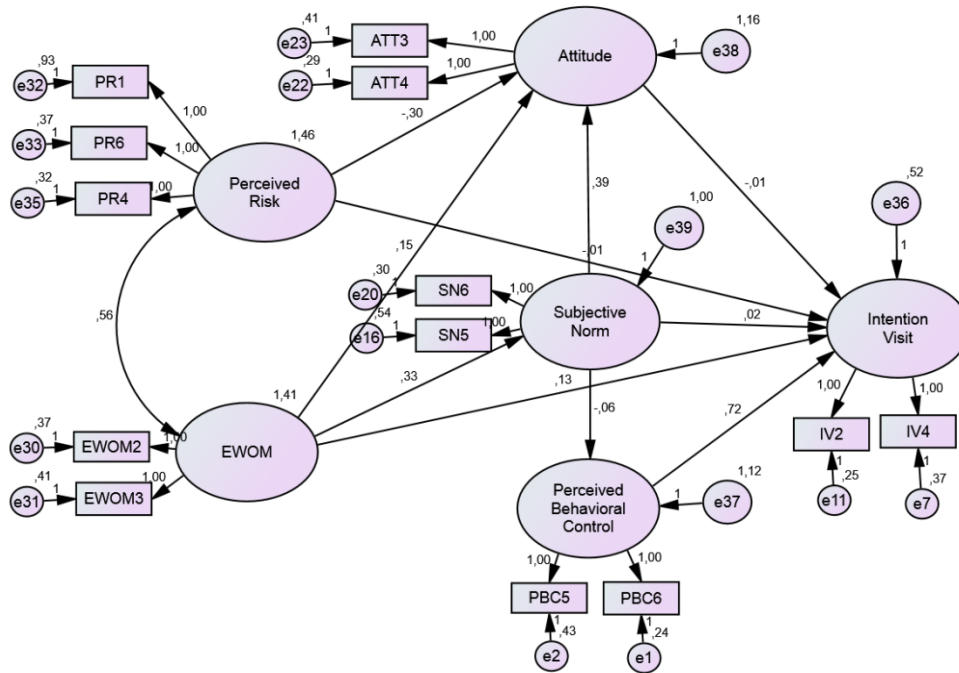 ,41
e23
1
ATT3
1,00
,29
e22
1
ATT4
1,00
Attitude
1,16
1
e38
,93
e32
1
PR1
1,00
,37
e33
1
PR6
1,00
,32
e35
1
PR4
1,00
1,46
Perceived
Risk
-,30
,39
-,01
,52
e36
1
,56
,15
-,01
1,00
e39
1
,30
e20
1
SN6
1,00
,54
e16
1
SN5
1,00
Subjective
Norm
,02
Intention
Visit
,33
,13
-,06
,72
1,41
EWOM
,37
e30
1
EWOM2
1,00
,41
e31
1
EWOM3
1,00
1,00
1,00
IV2
IV4
1
,25
e11
1
,37
e7
Perceived
Behavioral
Control
1,12
1
e37
1,00
1,00
PBC5
PBC6
1
,43
e2
1
,24
e1